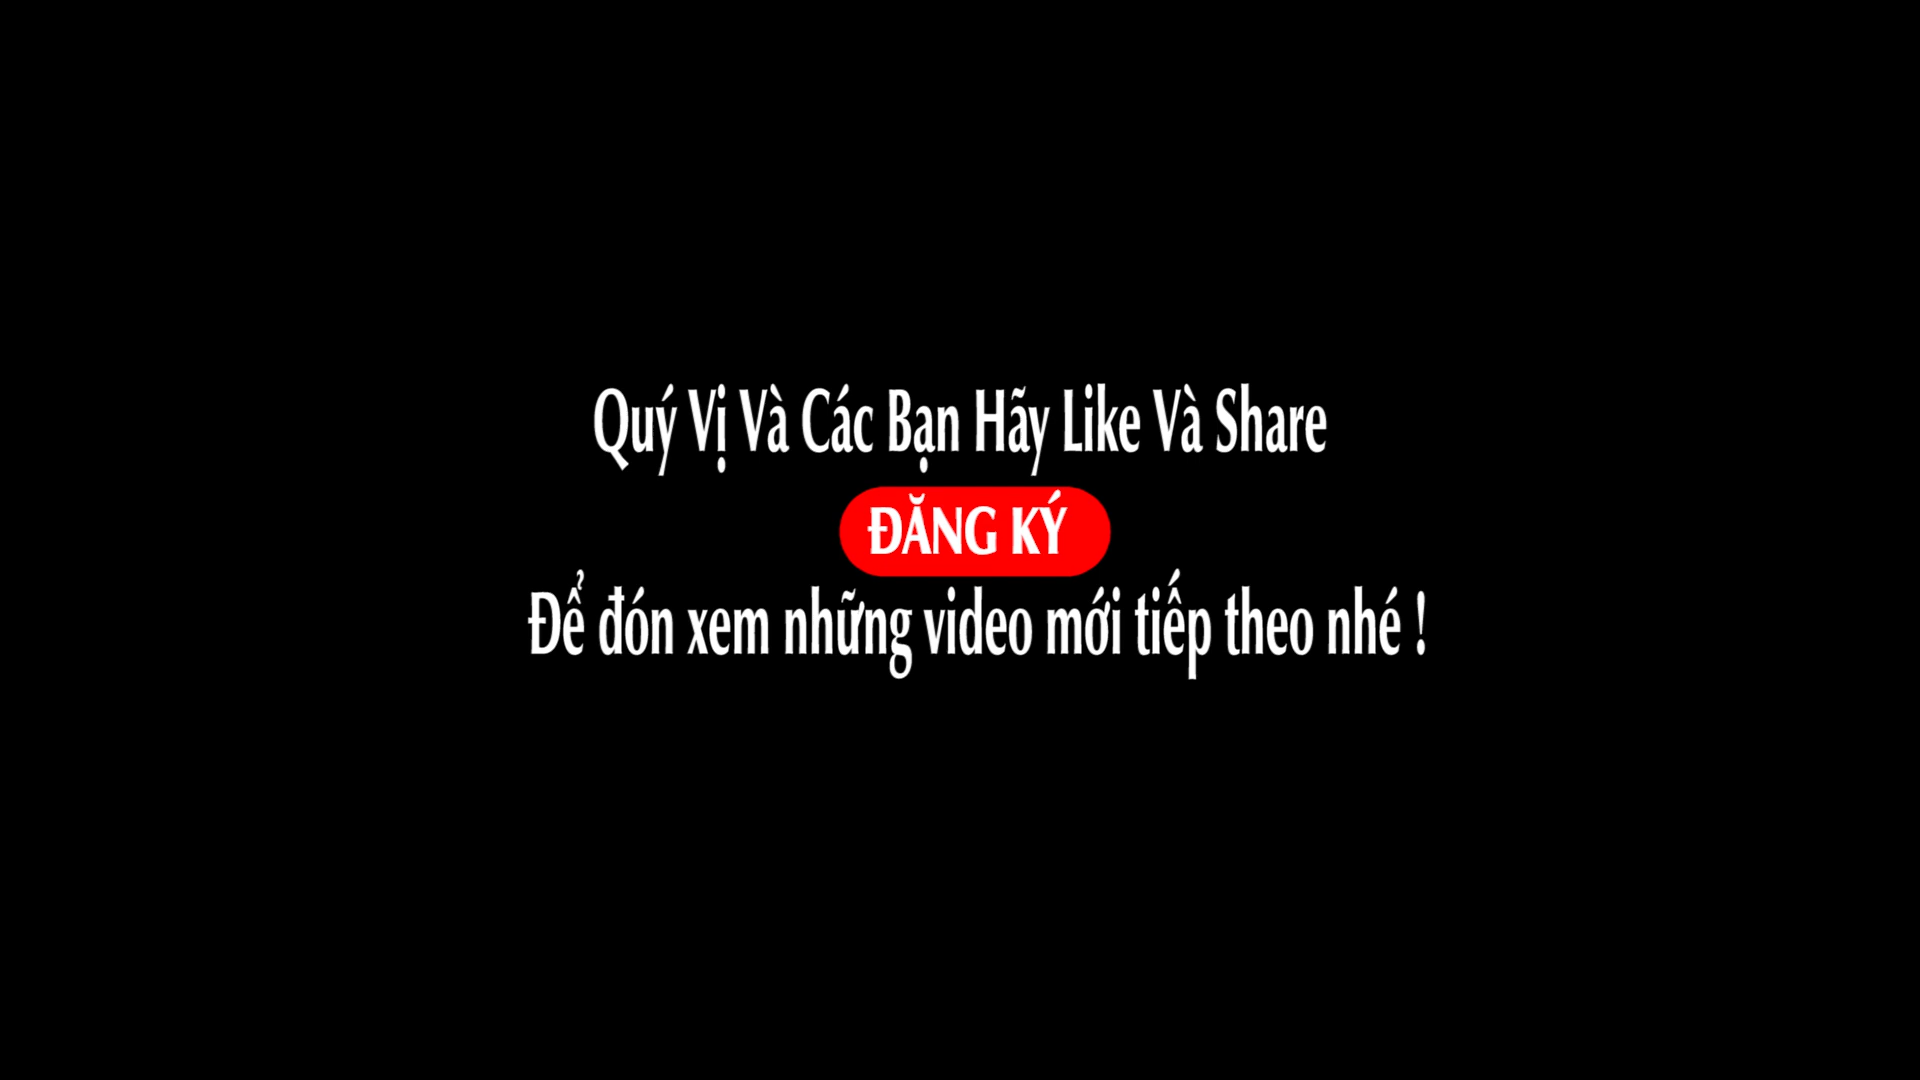 Quý Vị Và Các Bạn Hãy Like Và Share
ĐĂNG KÝ
Để đón xem những video mới tiếp theo nhé !